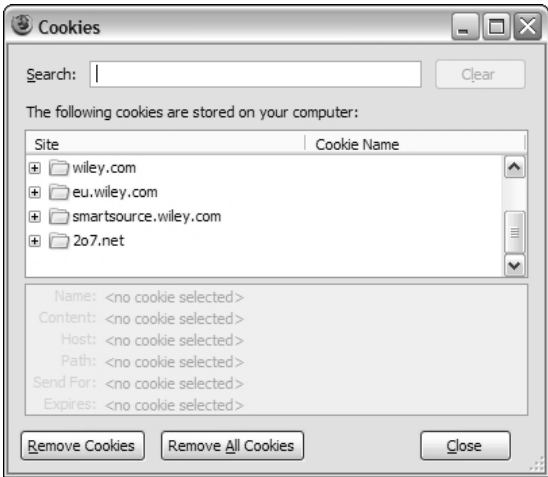 Cookies
Search: Clear
The following cookies are stored on your computer:
Site Cookie Name
wiley.com
eu.wiley.com
smartsource.wiley.com
2o7.net
Name: <no cookie selected>
Content: <no cookie selected>
Host: <no cookie selected>
Path: <no cookie selected>
Send For: <no cookie selected>
Expires: <no cookie selected>
Remove Cookies Remove All Cookies Close